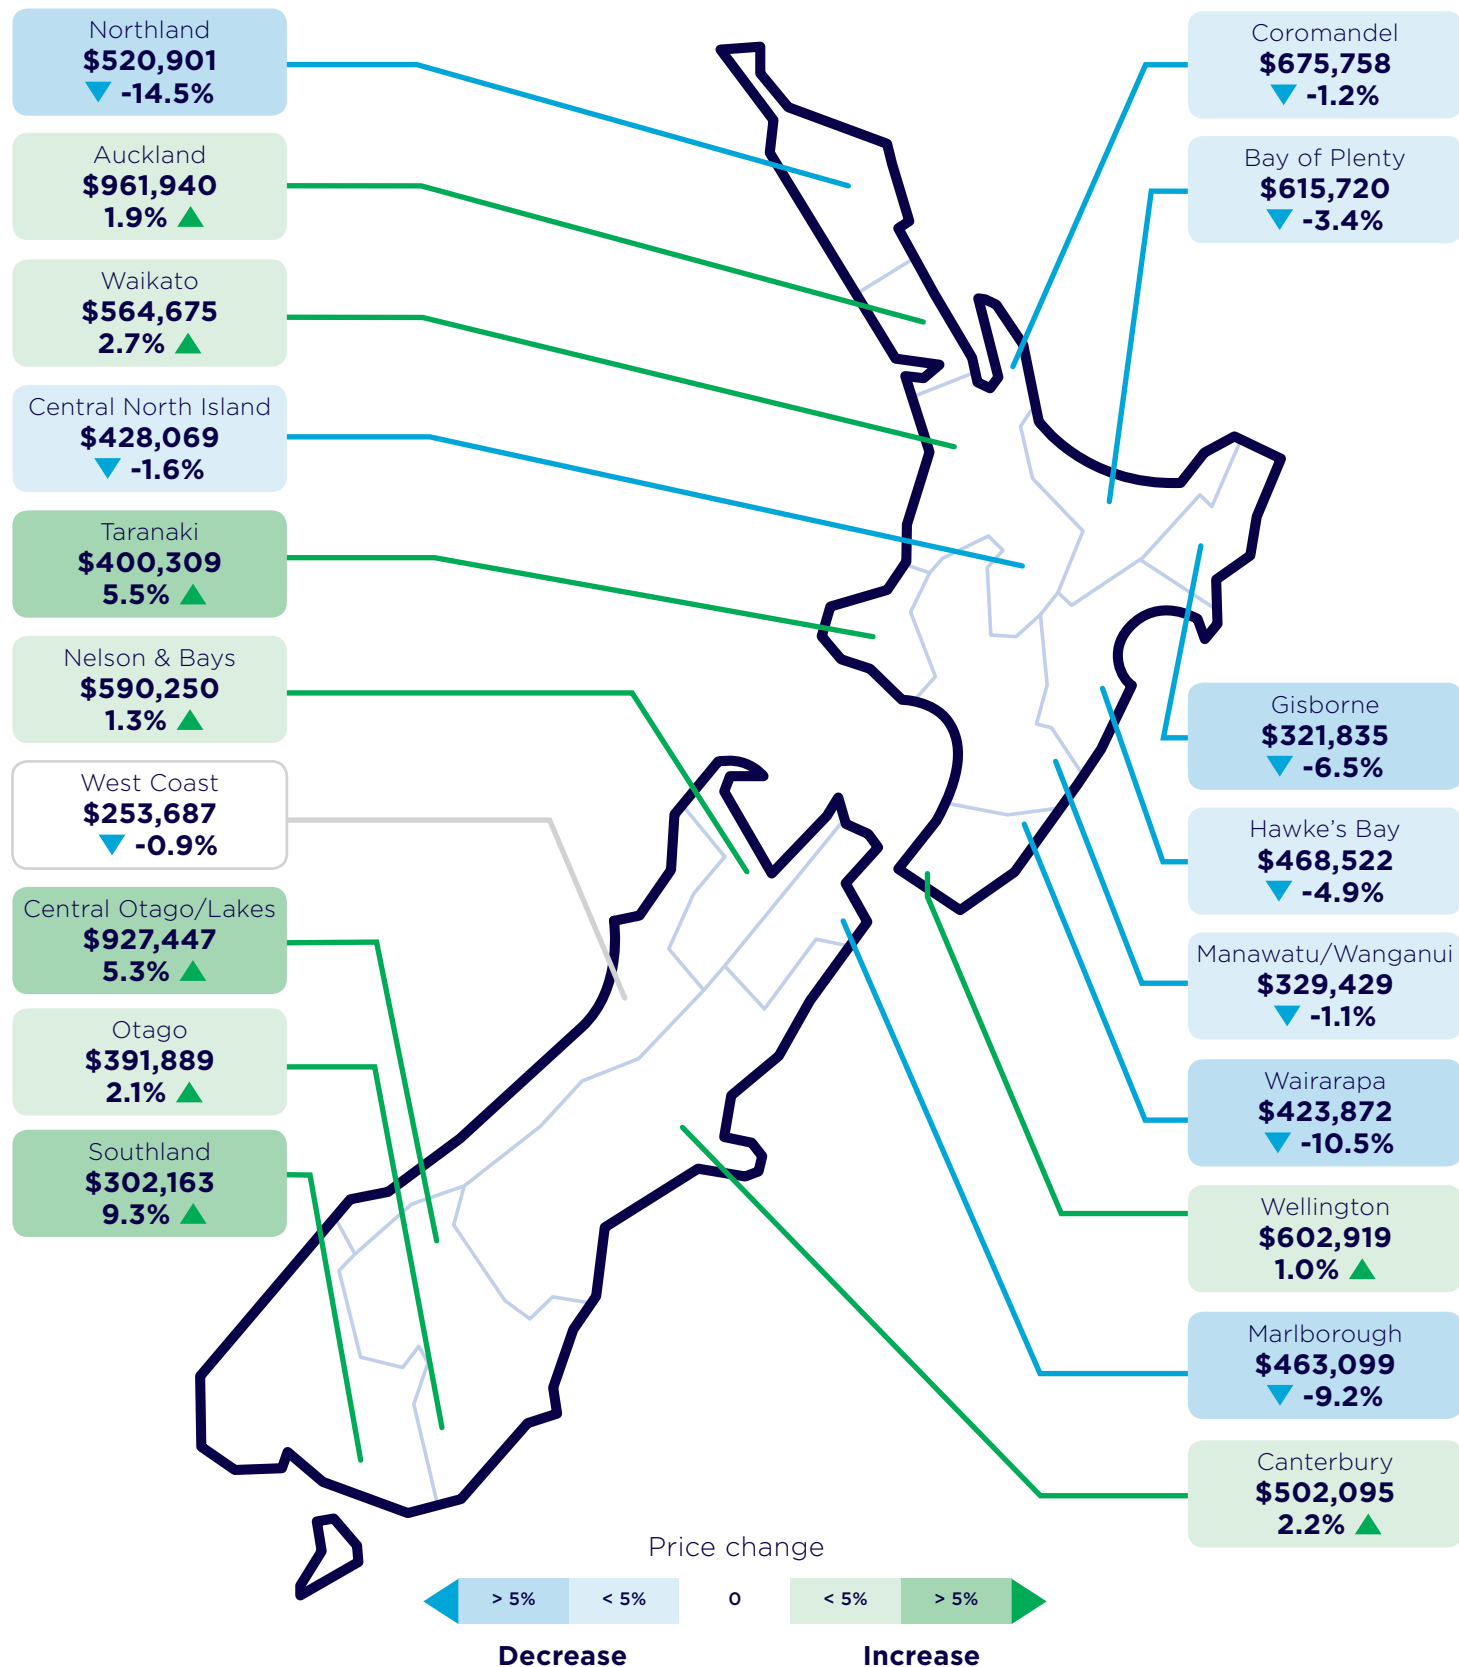 Northland
$520,901
-14.5%
Auckland
$961,940
1.9%
Waikato
$564,675
2.7%
Central North Island
$428,069
-1.6%
Taranaki
$400,309
5.5%
Nelson & Bays
$590,250
1.3%
West Coast
$253,687
-0.9%
Central Otago/Lakes
$927,447
5.3%
Otago
$391,889
2.1%
Southland
$302,163
9.3%
Coromandel
$675,758
-1.2%
Bay of Plenty
$615,720
-3.4%
Gisborne
$321,835
-6.5%
Hawke’s Bay
$468,522
-4.9%
Manawatu/Wanganui
$329,429
-1.1%
Wairarapa
$423,872
-10.5%
Wellington
$602,919
1.0%
Marlborough
$463,099
-9.2%
Canterbury
$502,095
2.2%
Price change
> 5% < 5% 0 < 5% > 5%
Decrease Increase